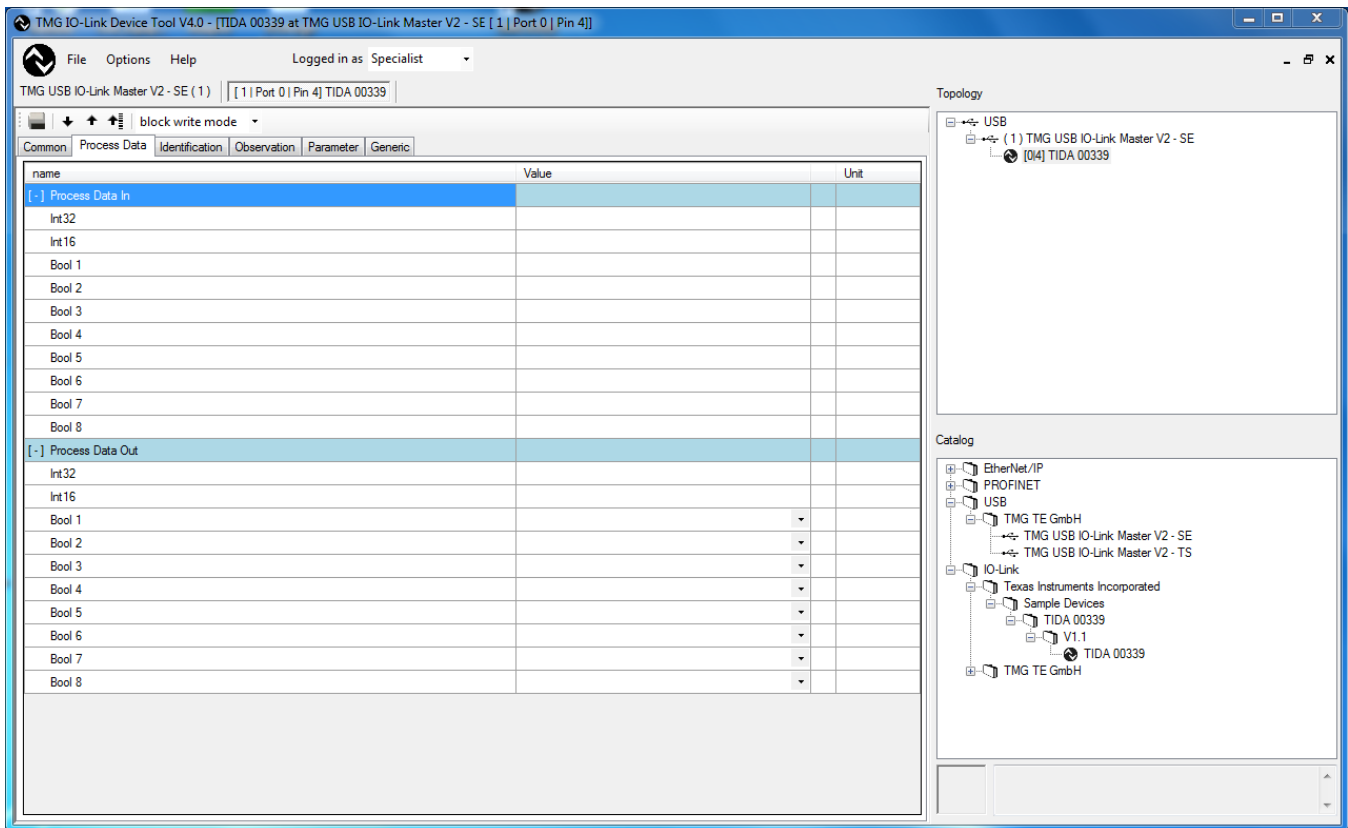 TMG IO-Link Device Tool V4.0 - [TIDA 00339 at TMG USB IO-Link Master V2 - SE [ 1 | Port 0 | Pin 4]]
File Options Help Logged in as Specialist
TMG USB IO-Link Master V2 - SE ( 1 ) [ 1 | Port 0 | Pin 4] TIDA 00339
block write mode
Common Process Data Identification Observation Parameter Generic
name Value Unit
[ - ] Process Data In
Int32
Int16
Bool 1
Bool 2
Bool 3
Bool 4
Bool 5
Bool 6
Bool 7
Bool 8
[ - ] Process Data Out
Int32
Int16
Bool 1
Bool 2
Bool 3
Bool 4
Bool 5
Bool 6
Bool 7
Bool 8
Topology
USB
( 1 ) TMG USB IO-Link Master V2 - SE
[0|4] TIDA 00339
Catalog
EtherNet/IP
PROFINET
USB
TMG TE GmbH
TMG USB IO-Link Master V2 - SE
TMG USB IO-Link Master V2 - TS
IO-Link
Texas Instruments Incorporated
Sample Devices
TIDA 00339
V1.1
TIDA 00339
TMG TE GmbH